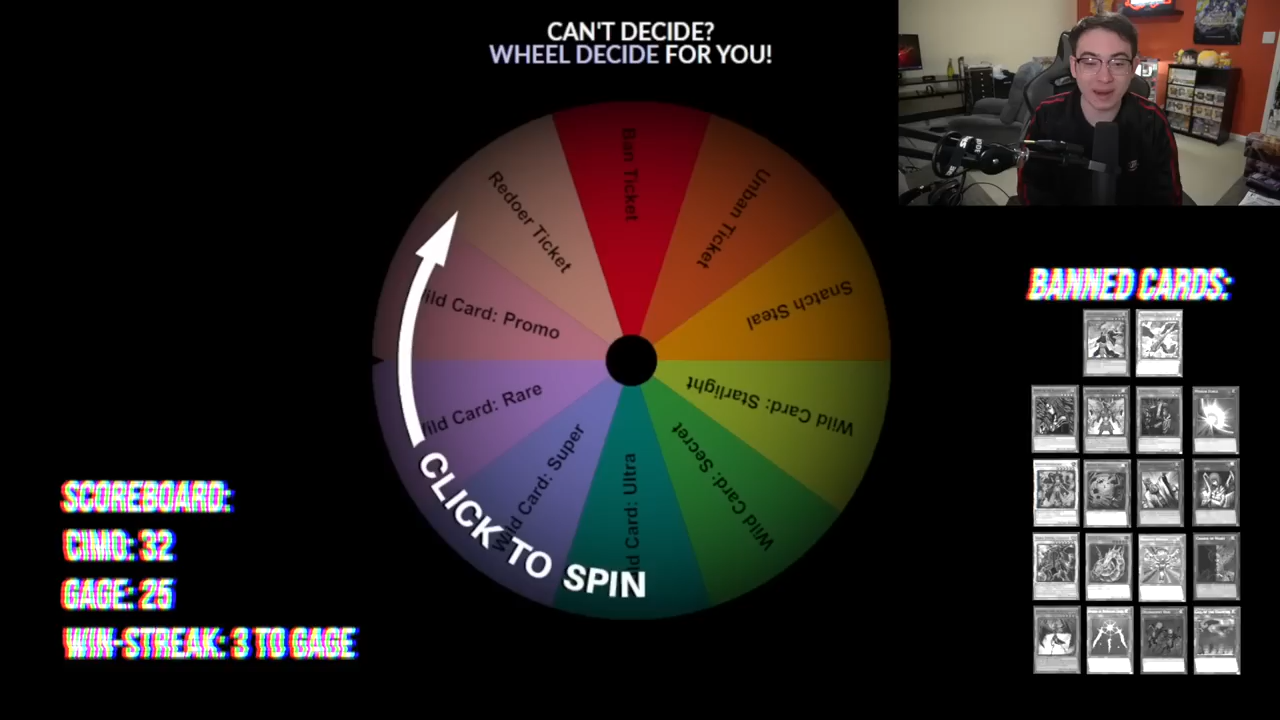 CAN'T DECIDE?
WHEEL DECIDE FOR YOU!
Ban Ticket
Unban Ticket
Snatch Steal
Wild Card: Starlight
Wild Card: Secret
ld Card: Ultra
Wild Card: Super
ild Card: Rare
ild Card: Promo
Redoer Ticket
CLICK TO SPIN
BANNED CARDS:
SCOREBOARD:
CIMO: 32
GAGE: 25
WIN-STREAK: 3 TO GAGE